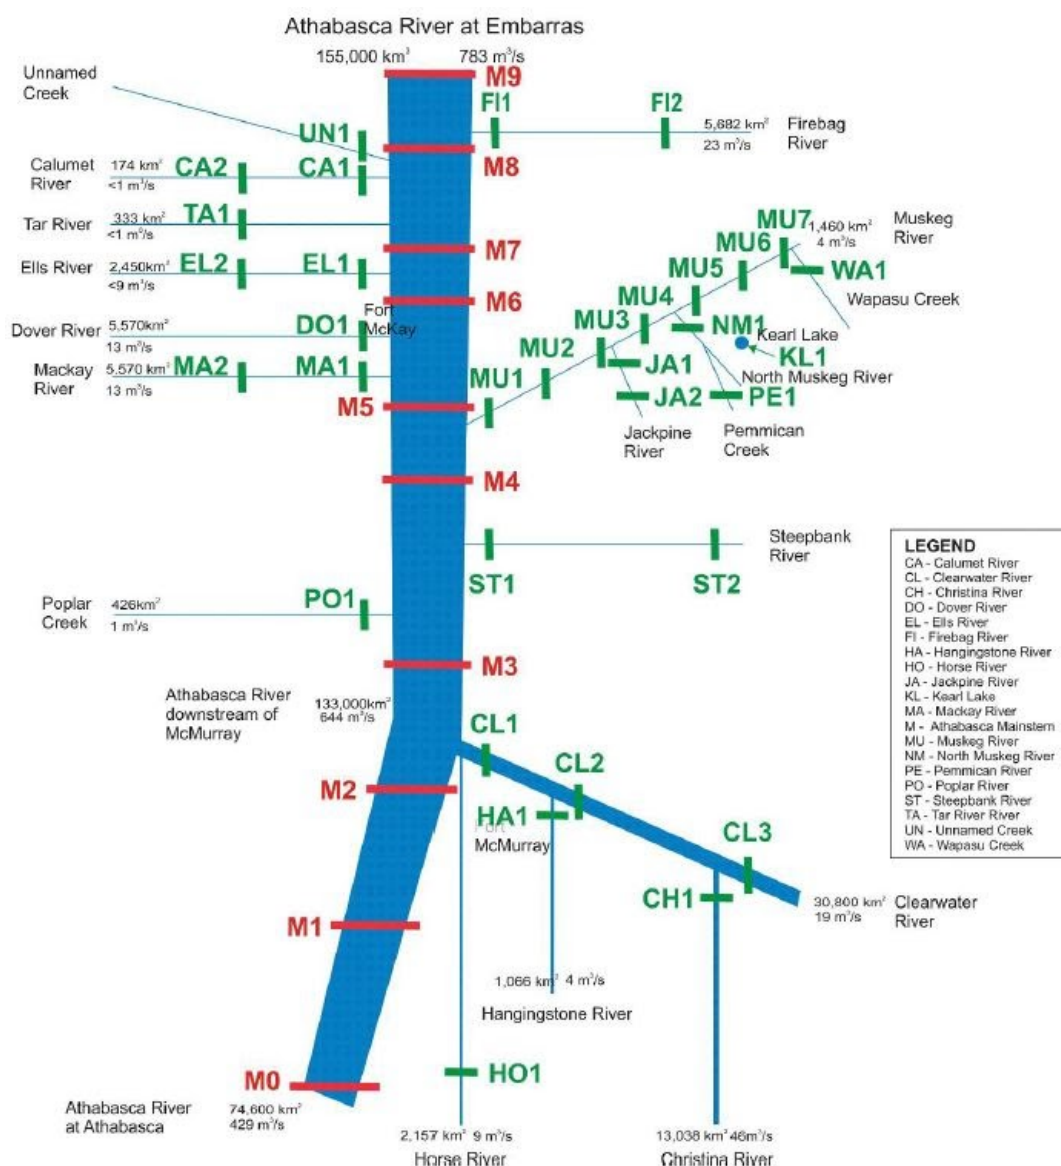 Athabasca River at Embarras
155,000 km³ 783 m³/s
M9
Unnamed
Creek
FI1
FI2
5,682 km²
23 m³/s
Firebag
River
UN1
M8
Calumet
River
174 km²
<1 m³/s
CA2
CA1
Tar River
333 km²
<1 m³/s
TA1
M7
MU7
1,460 km²
4 m³/s
Muskeg
River
MU6
WA1
Wapasu Creek
Ells River
2,450km²
<9 m³/s
EL2
EL1
MU5
M6
MU4
Fort
McKay
NM1
Kearl Lake
KL1
North Muskeg River
Dover River
5,570km²
13 m³/s
DO1
MU3
MU2
JA1
Mackay
River
5,570 km²
13 m³/s
MA2
MA1
MU1
JA2
PE1
M5
Jackpine
River
Pemmican
Creek
M4
Steepbank
River
ST1
ST2
Poplar
Creek
426km²
1 m³/s
PO1
M3
Athabasca River
downstream of
McMurray
133,000km²
644 m³/s
CL1
CL2
M2
HA1
Fort
McMurray
CL3
CH1
30,800 km²
19 m³/s
Clearwater
River
M1
1,066 km² 4 m³/s
Hangingstone River
M0
HO1
Athabasca River
at Athabasca
74,600 km²
429 m³/s
2,157 km² 9 m³/s
Horse River
13,038 km² 46m³/s
Christina River
LEGEND
CA - Calumet River
CL - Clearwater River
CH - Christina River
DO - Dover River
EL - Ells River
FI - Firebag River
HA - Hangingstone River
HO - Horse River
JA - Jackpine River
KL - Kearl Lake
MA - Mackay River
M - Athabasca Mainstem
MU - Muskeg River
NM - North Muskeg River
PE - Pemmican River
PO - Poplar River
ST - Steepbank River
TA - Tar River River
UN - Unnamed Creek
WA - Wapasu Creek